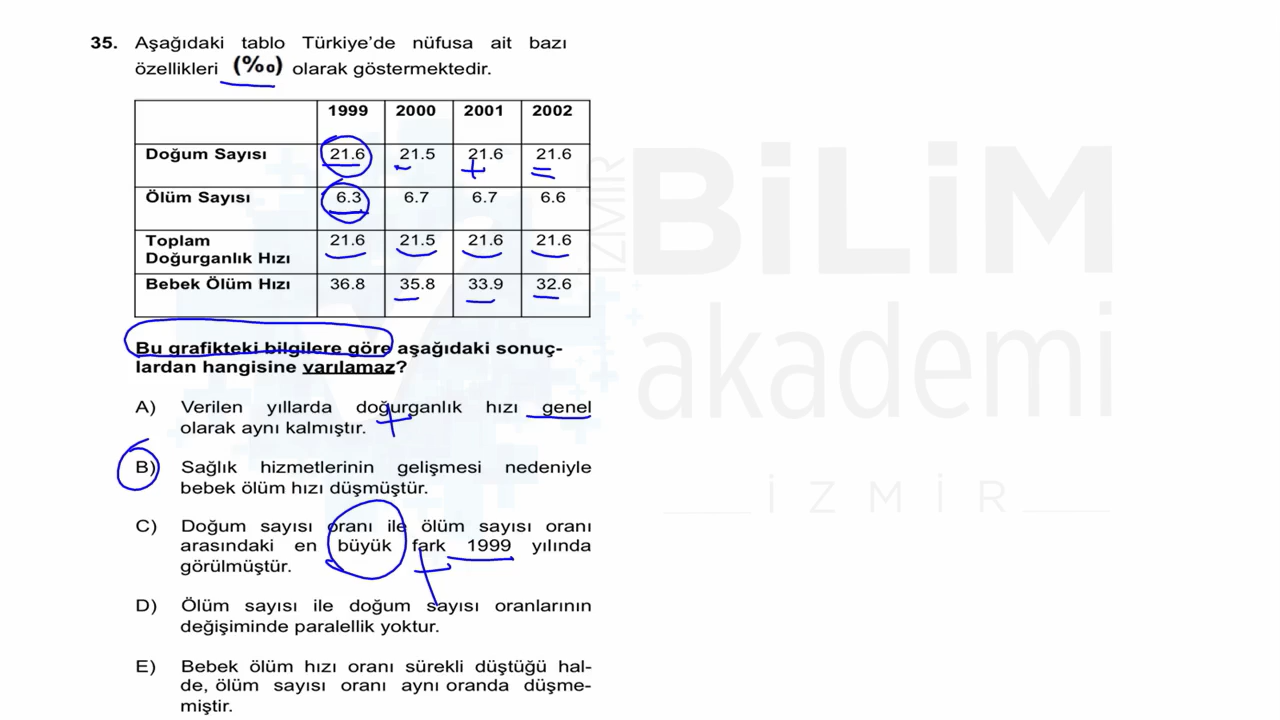 35. Aşağıdaki tablo Türkiye'de nüfusa ait bazı
özellikleri (‰) olarak göstermektedir.
1999 2000 2001 2002
Doğum Sayısı 21.6 21.5 21.6 21.6
Ölüm Sayısı 6.3 6.7 6.7 6.6
Toplam
Doğurganlık Hızı 21.6 21.5 21.6 21.6
Bebek Ölüm Hızı 36.8 35.8 33.9 32.6
Bu grafikteki bilgilere göre aşağıdaki sonuç-
lardan hangisine varılamaz?
A) Verilen yıllarda doğurganlık hızı genel
olarak aynı kalmıştır.
B) Sağlık hizmetlerinin gelişmesi nedeniyle
bebek ölüm hızı düşmüştür.
C) Doğum sayısı oranı ile ölüm sayısı oranı
arasındaki en büyük fark 1999 yılında
görülmüştür.
D) Ölüm sayısı ile doğum sayısı oranlarının
değişiminde paralellik yoktur.
E) Bebek ölüm hızı oranı sürekli düştüğü hal-
de, ölüm sayısı oranı aynı oranda düşme-
miştir.
İZMİR
BİLİM
akademi
İZMİR